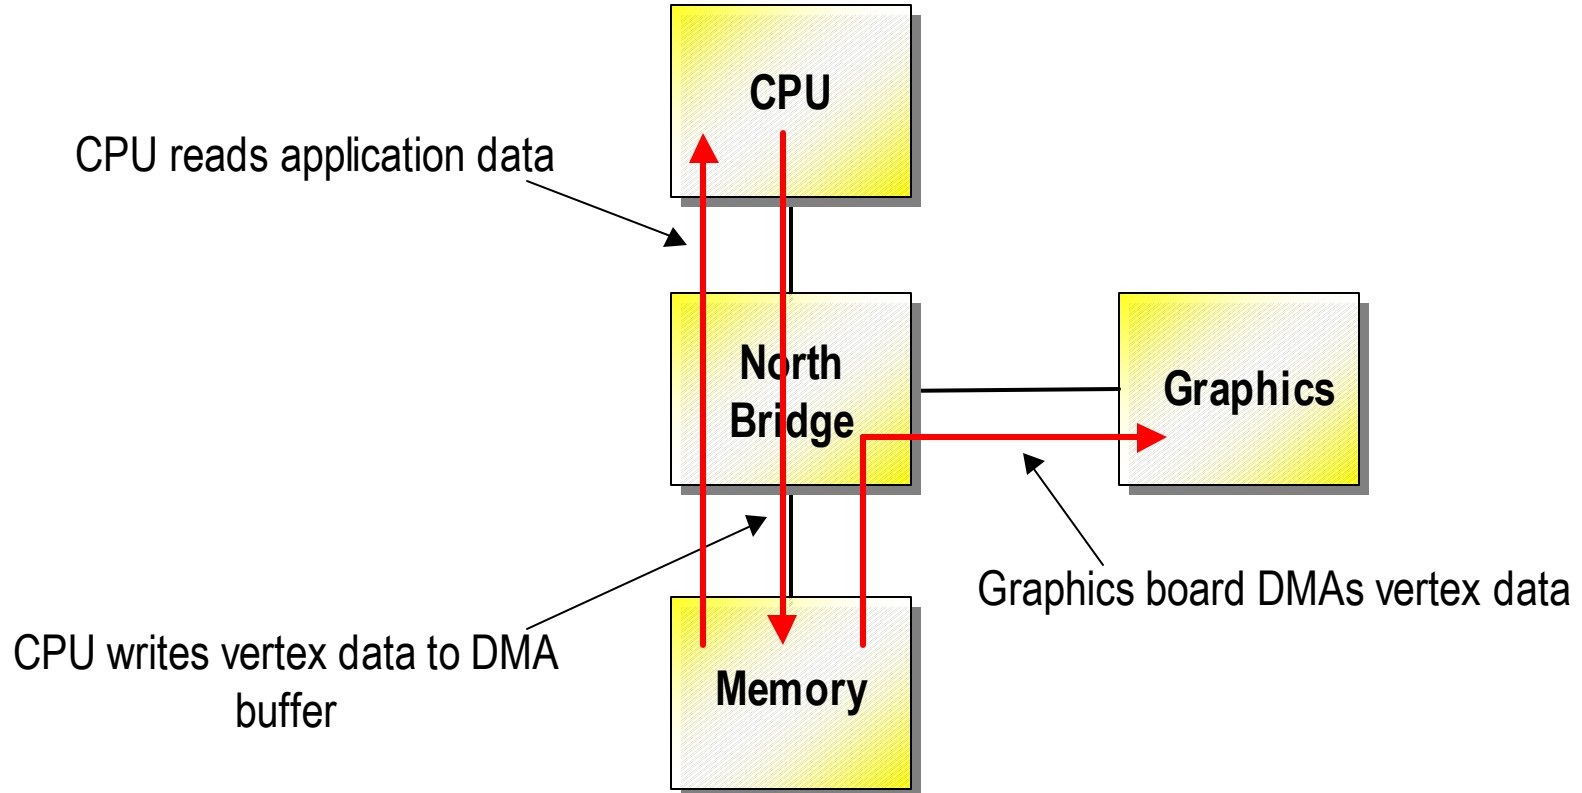 CPU
CPU reads application data
North
Bridge
Graphics
Graphics board DMAs vertex data
CPU writes vertex data to DMA
buffer
Memory